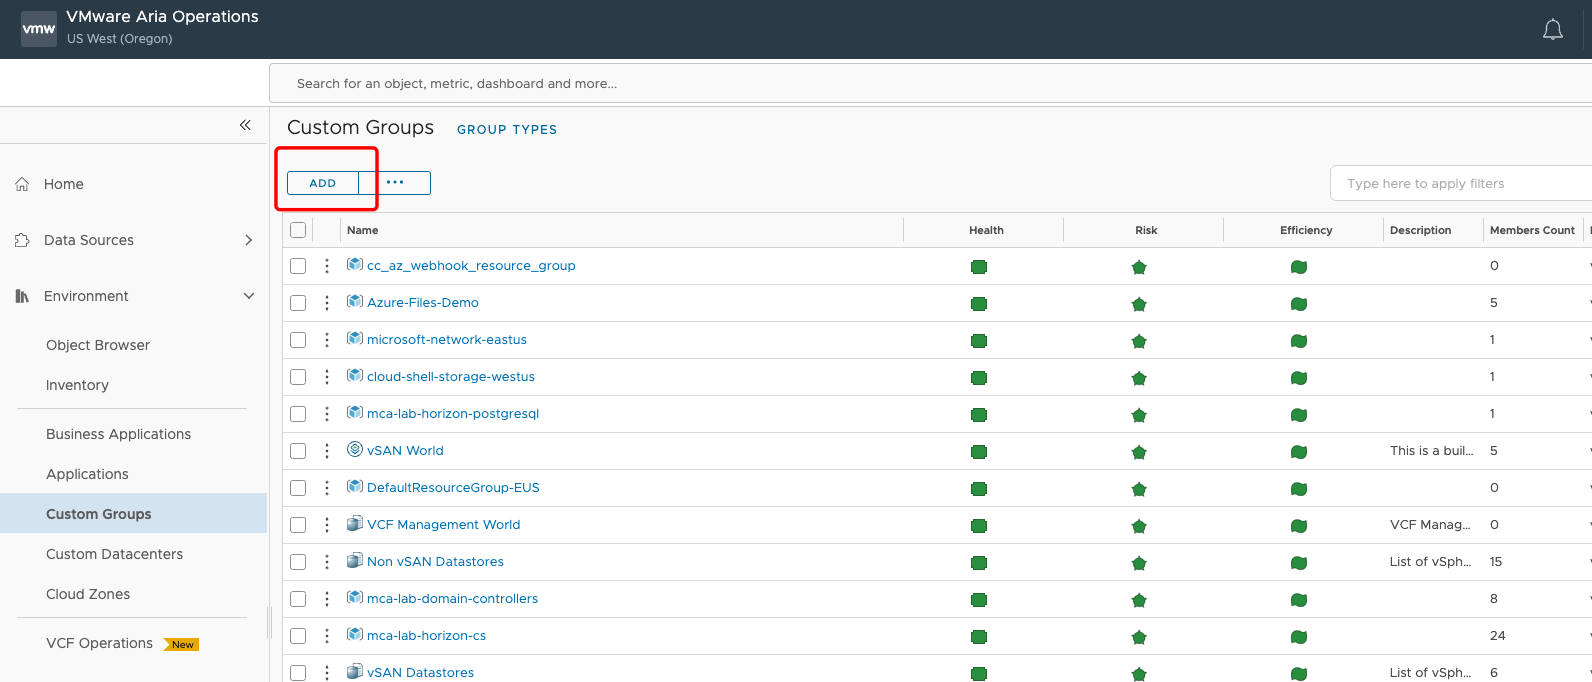 vmw
VMware Aria Operations
US West (Oregon)
Search for an object, metric, dashboard and more...
Home
Data Sources
Environment
Object Browser
Inventory
Business Applications
Applications
Custom Groups
Custom Datacenters
Cloud Zones
VCF Operations New
Custom Groups GROUP TYPES
ADD ...
Type here to apply filters
Name Health Risk Efficiency Description Members Count
cc_az_webhook_resource_group 0
Azure-Files-Demo 5
microsoft-network-eastus 1
cloud-shell-storage-westus 1
mca-lab-horizon-postgresql 1
vSAN World This is a buil... 5
DefaultResourceGroup-EUS 0
VCF Management World VCF Manag... 0
Non vSAN Datastores List of vSph... 15
mca-lab-domain-controllers 8
mca-lab-horizon-cs 24
vSAN Datastores List of vSph... 6